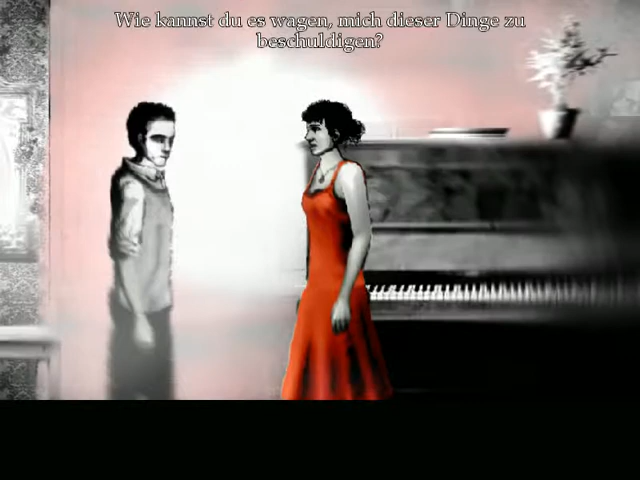 Wie kannst du es wagen, mich dieser Dinge zu
beschuldigen?